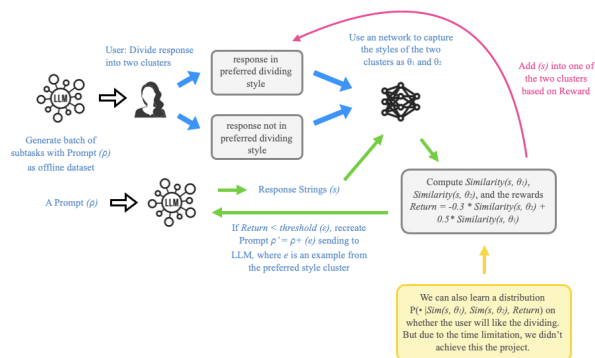 User: Divide response
into two clusters
response in
preferred dividing
style
Use an network to capture
the styles of the two
clusters as θ₁ and θ₂
Add (s) into one of
the two clusters
based on Reward
LLM
response not in
preferred dividing
style
Generate batch of
subtasks with Prompt (ρ)
as offline dataset
A Prompt (ρ)
LLM
Response Strings (s)
Compute Similarity(s, θ₁),
Similarity(s, θ₂), and the rewards
Return = -0.3 * Similarity(s, θ₂) +
0.5* Similarity(s, θ₁)
If Return < threshold (ε), recreate
Prompt ρ' = ρ+ (e) sending to
LLM, where e is an example from
the preferred style cluster
We can also learn a distribution
P(• |Sim(s, θ₁), Sim(s, θ₂), Return) on
whether the user will like the dividing.
But due to the time limitation, we didn't
achieve this the project.